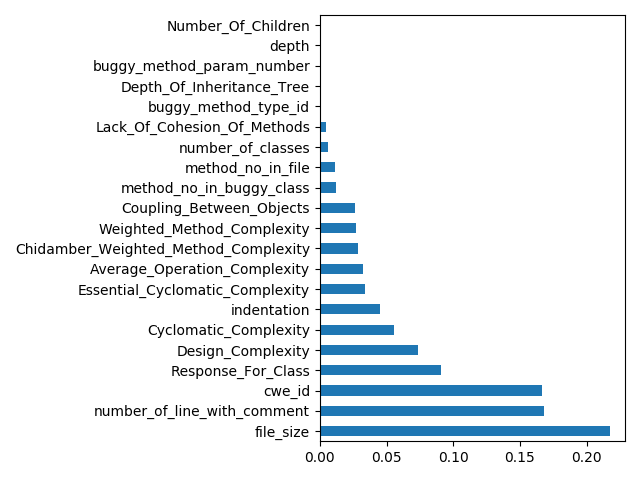 Number_Of_Children
depth
buggy_method_param_number
Depth_Of_Inheritance_Tree
buggy_method_type_id
Lack_Of_Cohesion_Of_Methods
number_of_classes
method_no_in_file
method_no_in_buggy_class
Coupling_Between_Objects
Weighted_Method_Complexity
Chidamber_Weighted_Method_Complexity
Average_Operation_Complexity
Essential_Cyclomatic_Complexity
indentation
Cyclomatic_Complexity
Design_Complexity
Response_For_Class
cwe_id
number_of_line_with_comment
file_size
0.00 0.05 0.10 0.15 0.20